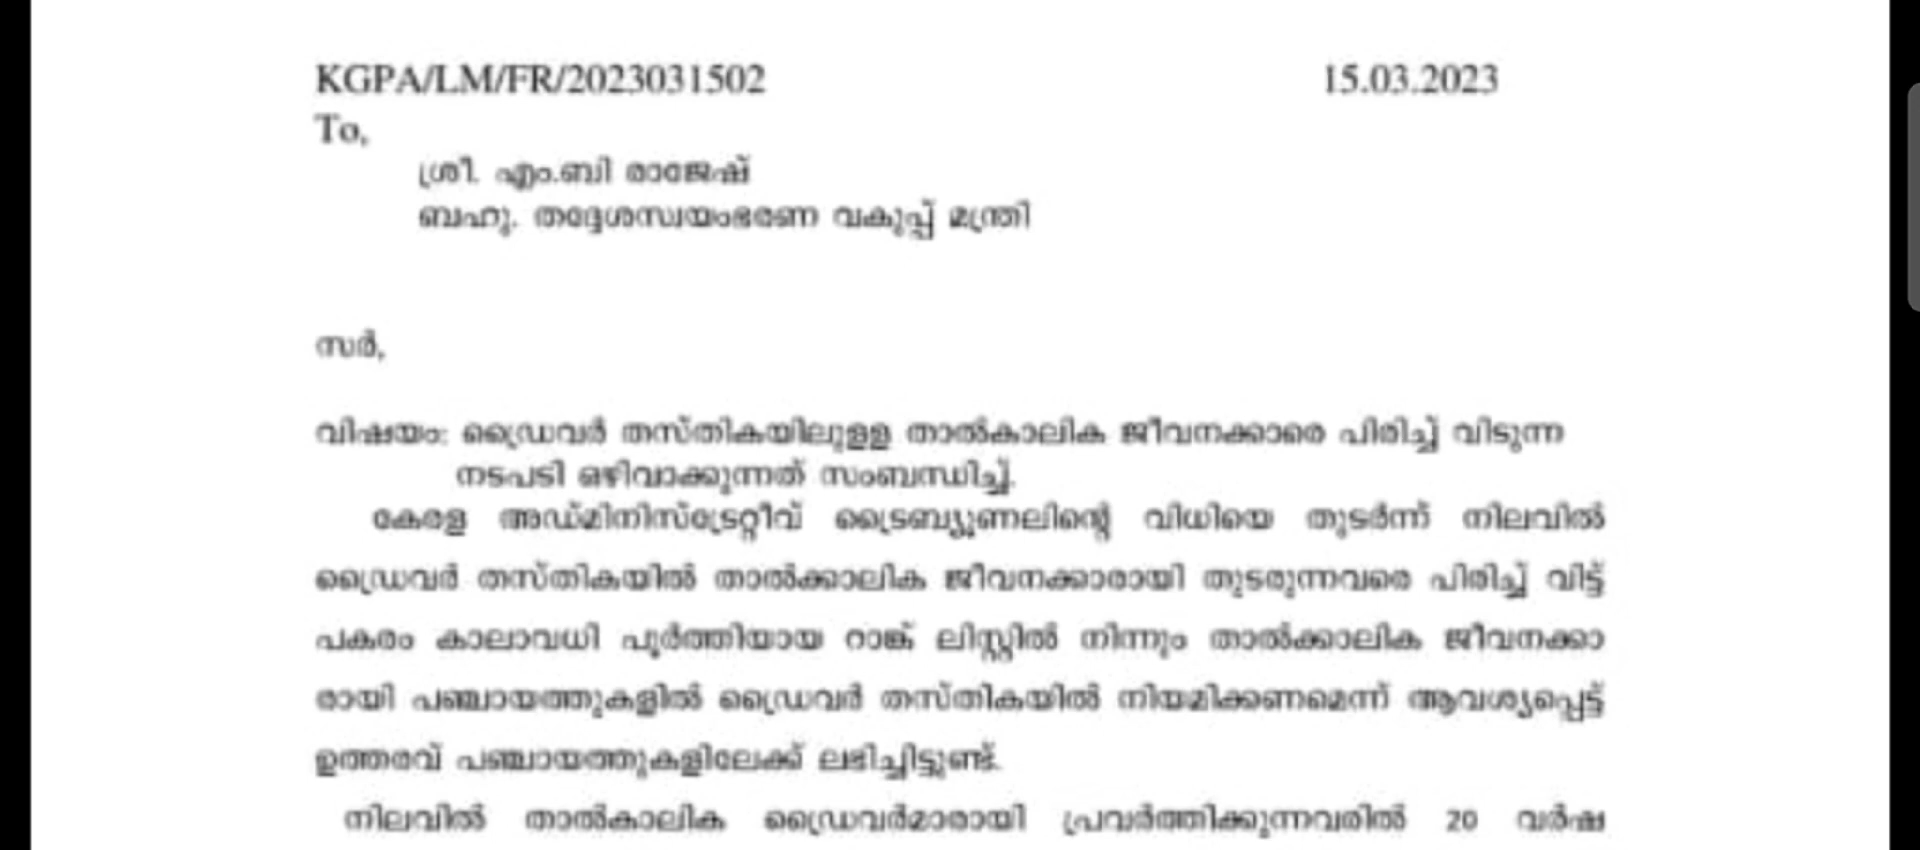 KGPA/LM/FR/2023031502 15.03.2023
To,
ശ്രീ. എം.ബി രാജേഷ്
ബഹു. തദ്ദേശസ്വയംഭരണ വകുപ്പ് മന്ത്രി
സർ,
വിഷയം: ഡ്രൈവർ തസ്തികയിലുളള താൽകാലിക ജീവനക്കാരെ പിരിച്ച് വിടുന്ന
നടപടി ഒഴിവാക്കുന്നത് സംബന്ധിച്ച്.
കേരള അഡ്മിനിസ്ട്രേറ്റീവ് ട്രൈബ്യൂണലിന്റെ വിധിയെ തുടർന്ന് നിലവിൽ
ഡ്രൈവർ തസ്തികയിൽ താൽക്കാലിക ജീവനക്കാരായി തുടരുന്നവരെ പിരിച്ച് വിട്ട്
പകരം കാലാവധി പൂർത്തിയായ റാങ്ക് ലിസ്റ്റിൽ നിന്നും താൽക്കാലിക ജീവനക്കാ
രായി പഞ്ചായത്തുകളിൽ ഡ്രൈവർ തസ്തികയിൽ നിയമിക്കണമെന്ന് ആവശ്യപ്പെട്ട്
ഉത്തരവ് പഞ്ചായത്തുകളിലേക്ക് ലഭിച്ചിട്ടുണ്ട്.
നിലവിൽ താൽകാലിക ഡ്രൈവർമാരായി പ്രവർത്തിക്കുന്നവരിൽ 20 വർഷ